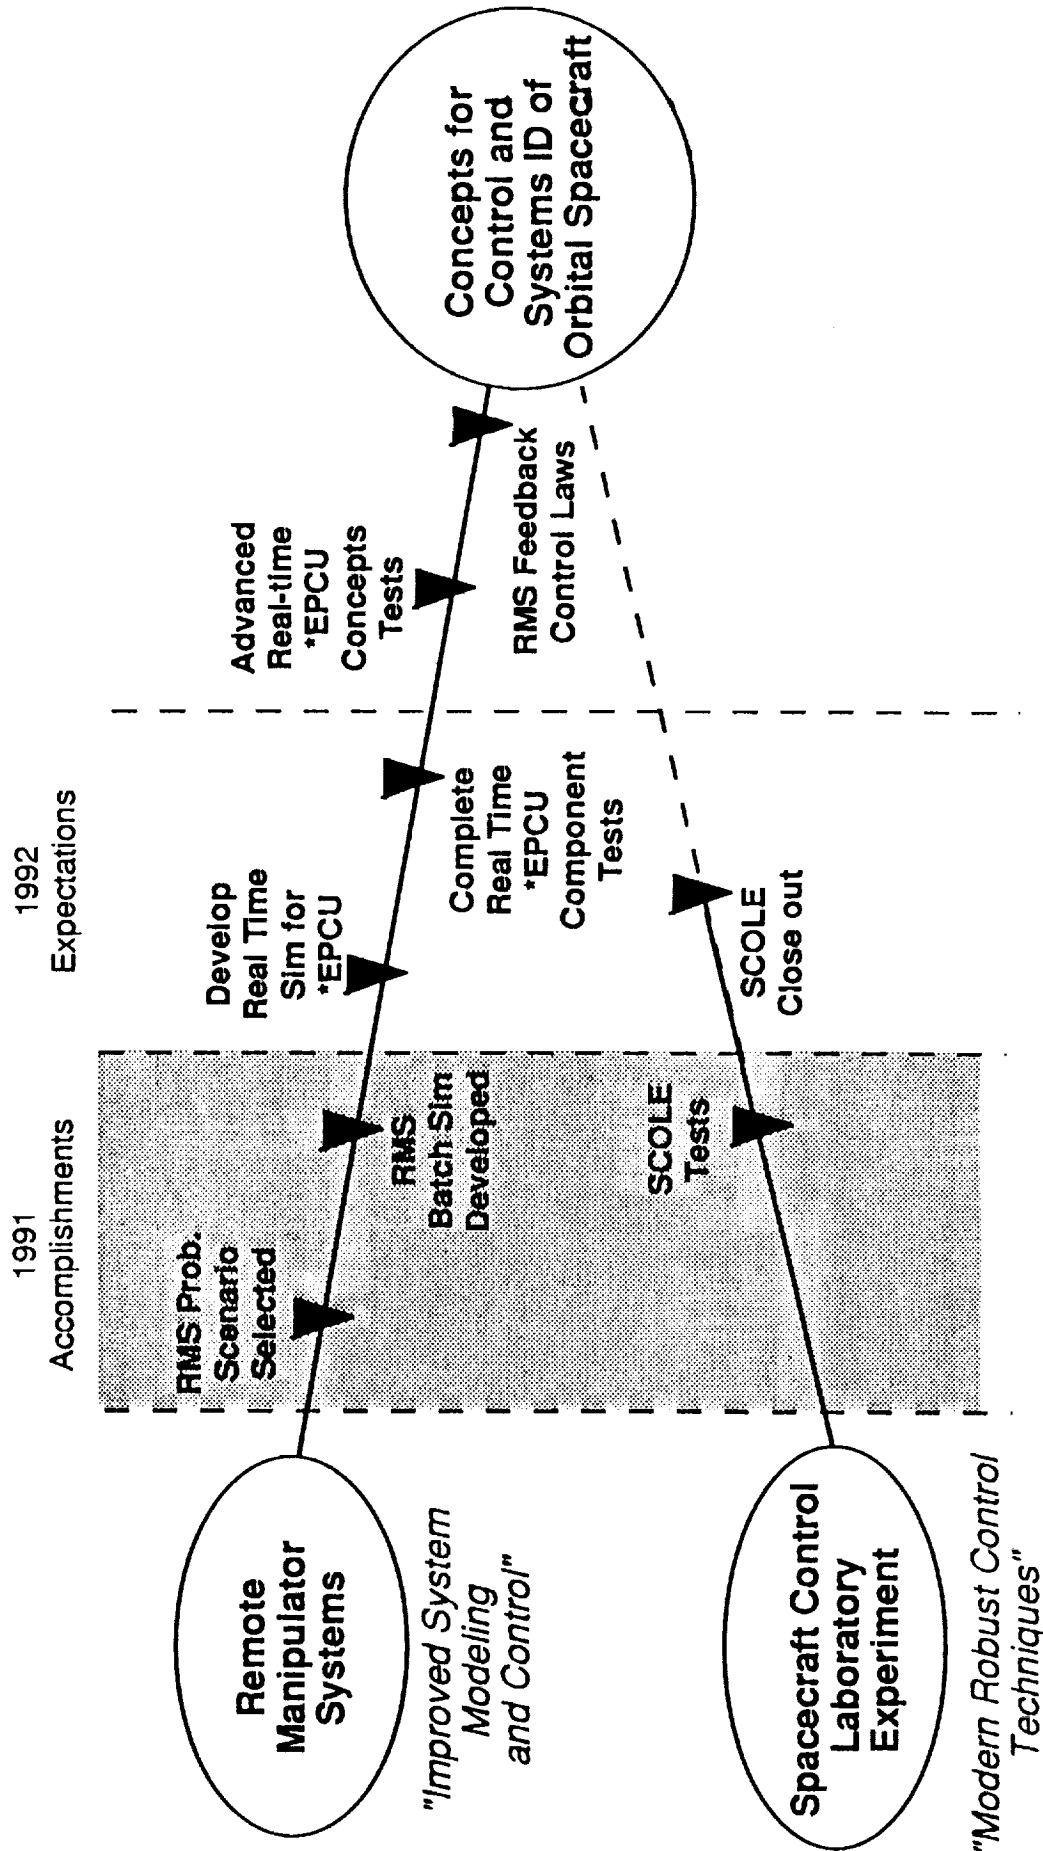 1991
Accomplishments
1992
Expectations
Remote
Manipulator
Systems
"Improved System
Modeling
and Control"
RMS Prob.
Scenario
Selected
RMS
Batch Sim
Developed
Develop
Real Time
Sim for
*EPCU
Complete
Real Time
*EPCU
Component
Tests
Advanced
Real-time
*EPCU
Concepts
Tests
RMS Feedback
Control Laws
Concepts for
Control and
Systems ID of
Orbital Spacecraft
Spacecraft Control
Laboratory
Experiment
"Modern Robust Control
Techniques"
SCOLE
Tests
SCOLE
Close out